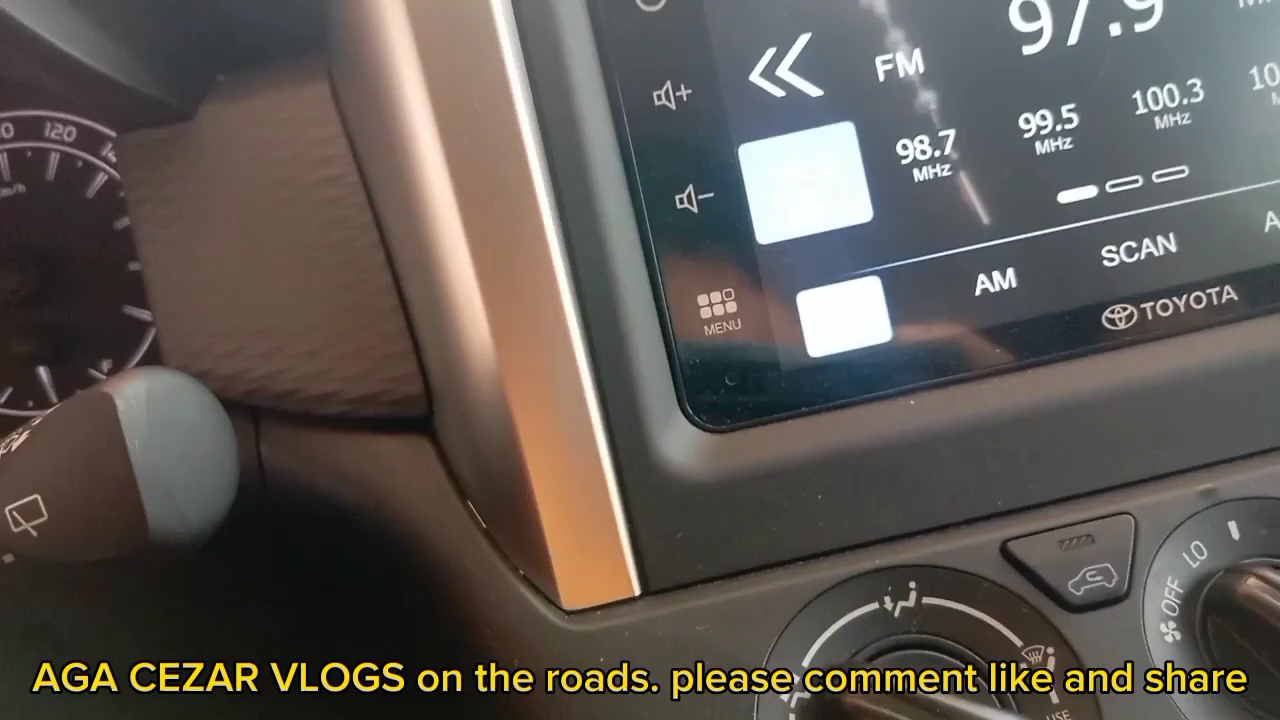 97.9
FM
98.7
MHz
99.5
MHz
100.3
MHz
120
km/h
AM
SCAN
TOYOTA
MENU
LO
OFF
AGA CEZAR VLOGS on the roads. please comment like and share